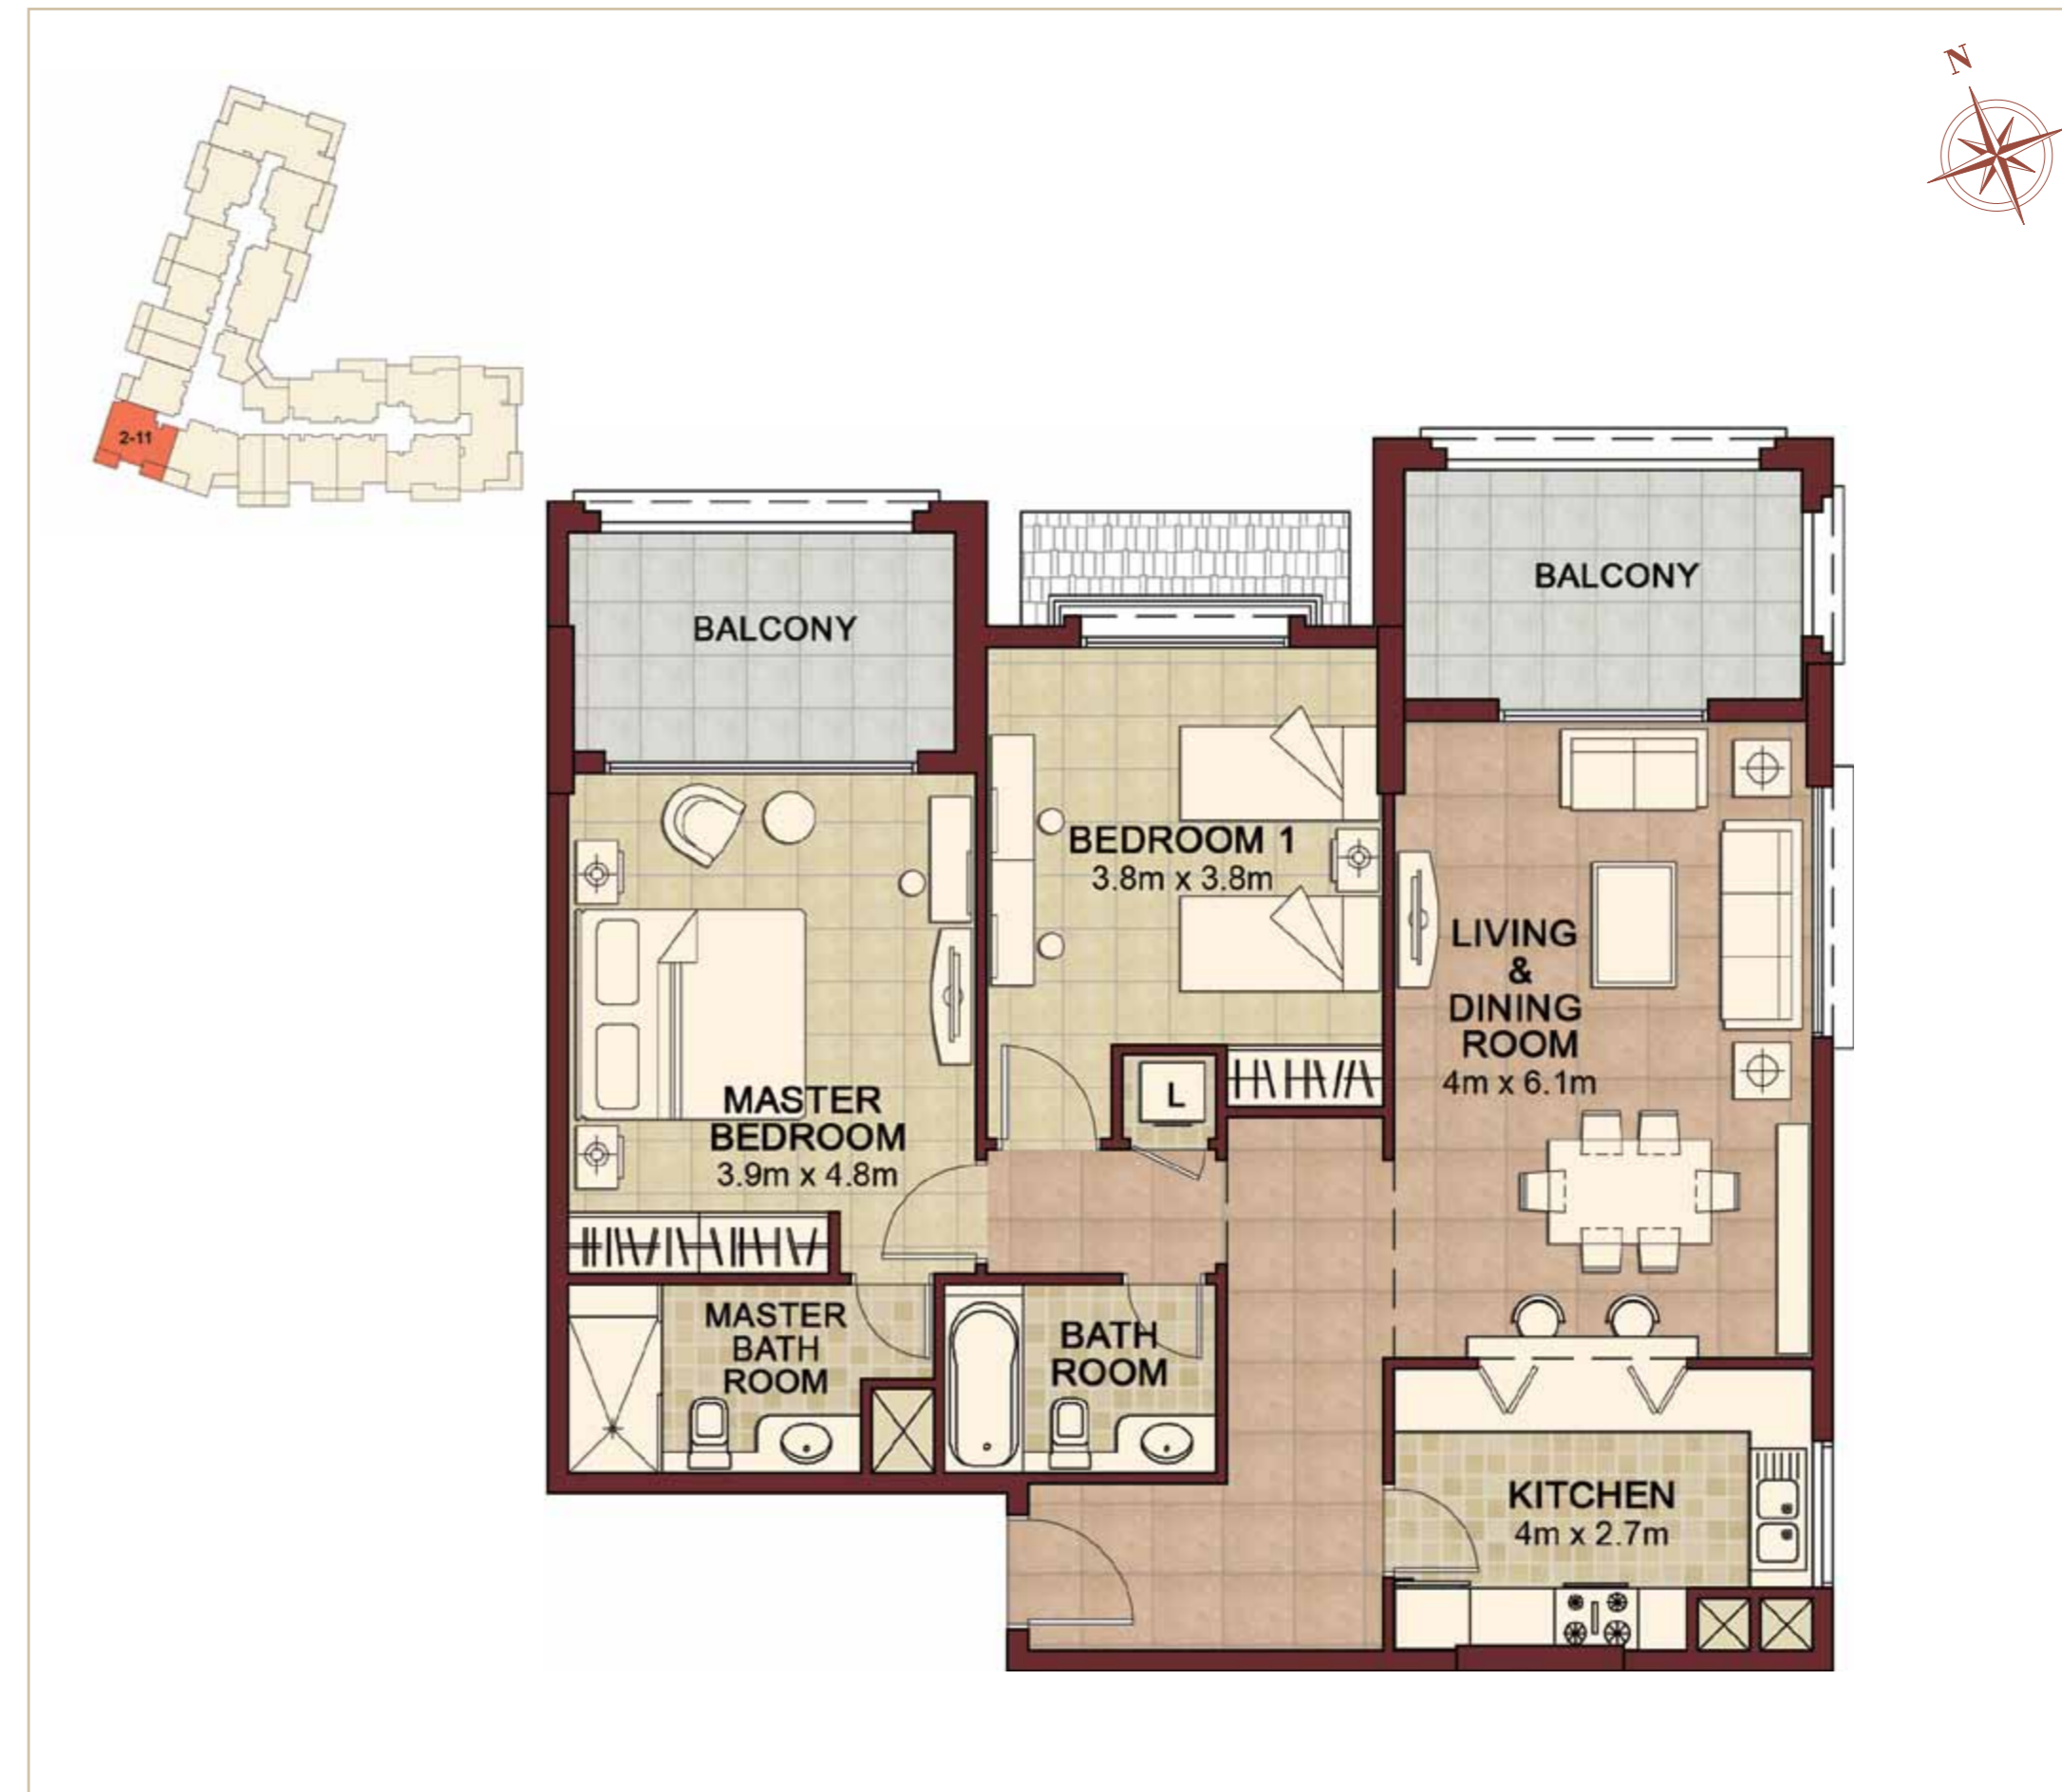 N
2-11
BALCONY
BALCONY
BEDROOM 1
3.8m x 3.8m
LIVING
&
DINING
ROOM
4m x 6.1m
L
MASTER
BEDROOM
3.9m x 4.8m
MASTER
BATH
ROOM
BATH
ROOM
KITCHEN
4m x 2.7m